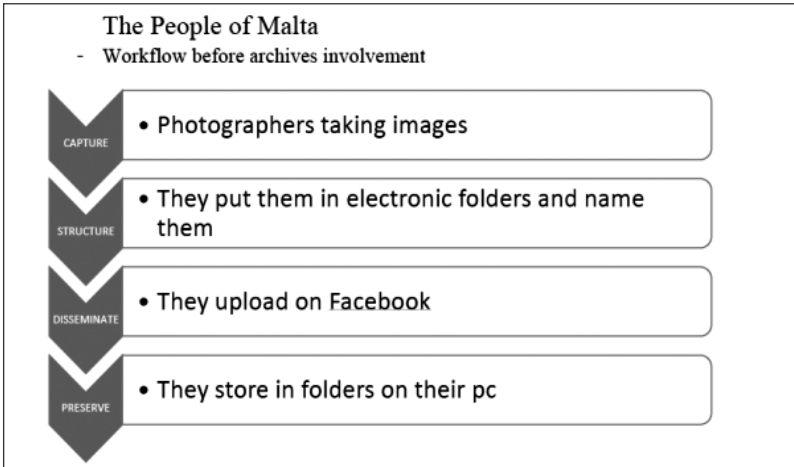 The People of Malta
- Workflow before archives involvement
CAPTURE
• Photographers taking images
STRUCTURE
• They put them in electronic folders and name
them
DISSEMINATE
• They upload on Facebook
PRESERVE
• They store in folders on their pc